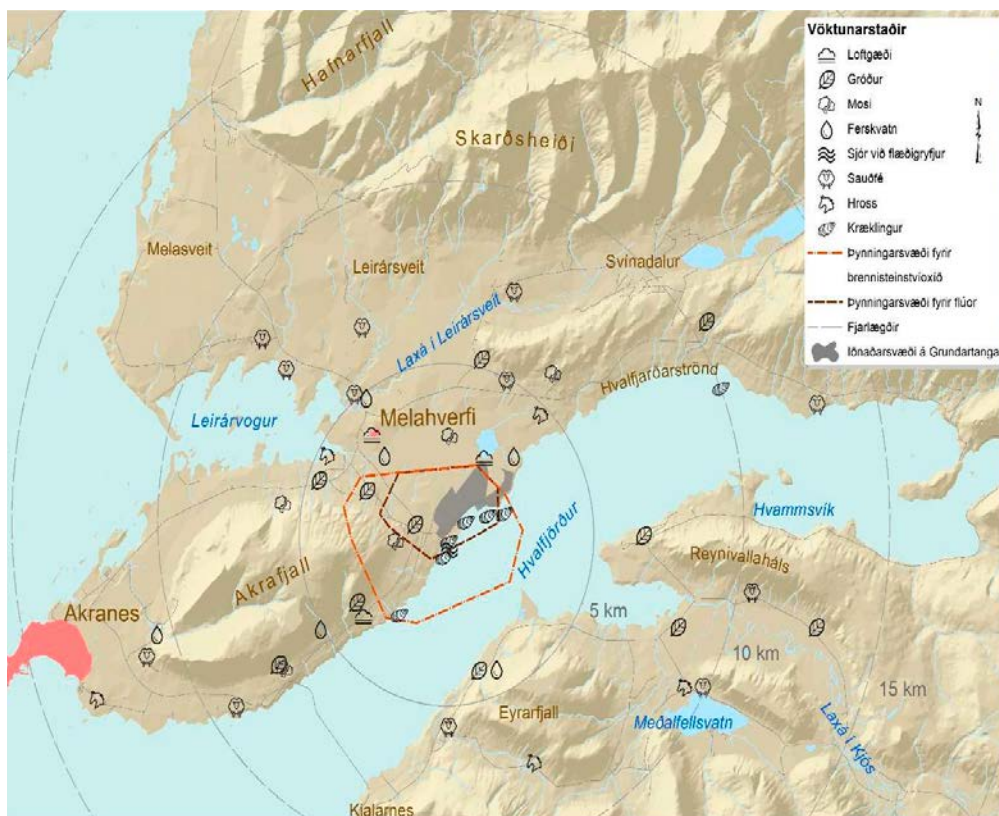 Vöktunarstaðir
Loftgæði
Gróður
Mosi
Ferskvatn
Sjór við flæðigryfjur
Sauðfé
Hross
Kræklingur
Þynningarsvæði fyrir
brennisteinstvíoxíð
Þynningarsvæði fyrir flúor
Fjarlægðir
Iðnaðarsvæði á Grundartanga
N
Hafnarfjall
Skarðsheiði
Melasveit
Leirársveit
Svínadalur
Laxá í Leirársveit
Hvalfjarðarströnd
Leirárvogur
Melahverfi
Hvammsvík
Hvalfjörður
Reynivallaháls
Akrafjall
Akranes
5 km
10 km
15 km
Eyrarfjall
Meðalfellsvatn
Laxá í Kjós
Kjalarnes